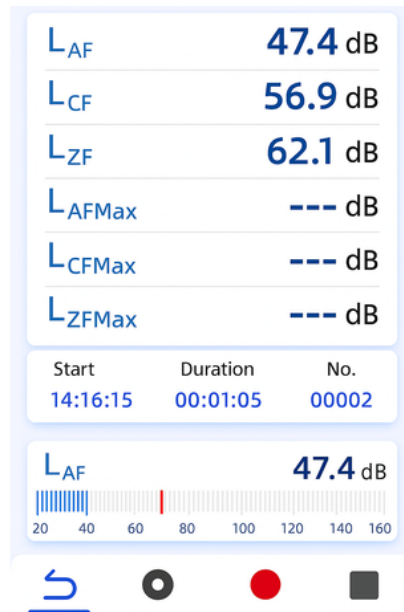 LAF 47.4 dB
LCF 56.9 dB
LZF 62.1 dB
LAFMax --- dB
LCFMax --- dB
LZFMax --- dB
Start Duration No.
14:16:15 00:01:05 00002
LAF 47.4 dB
20 40 60 80 100 120 140 160